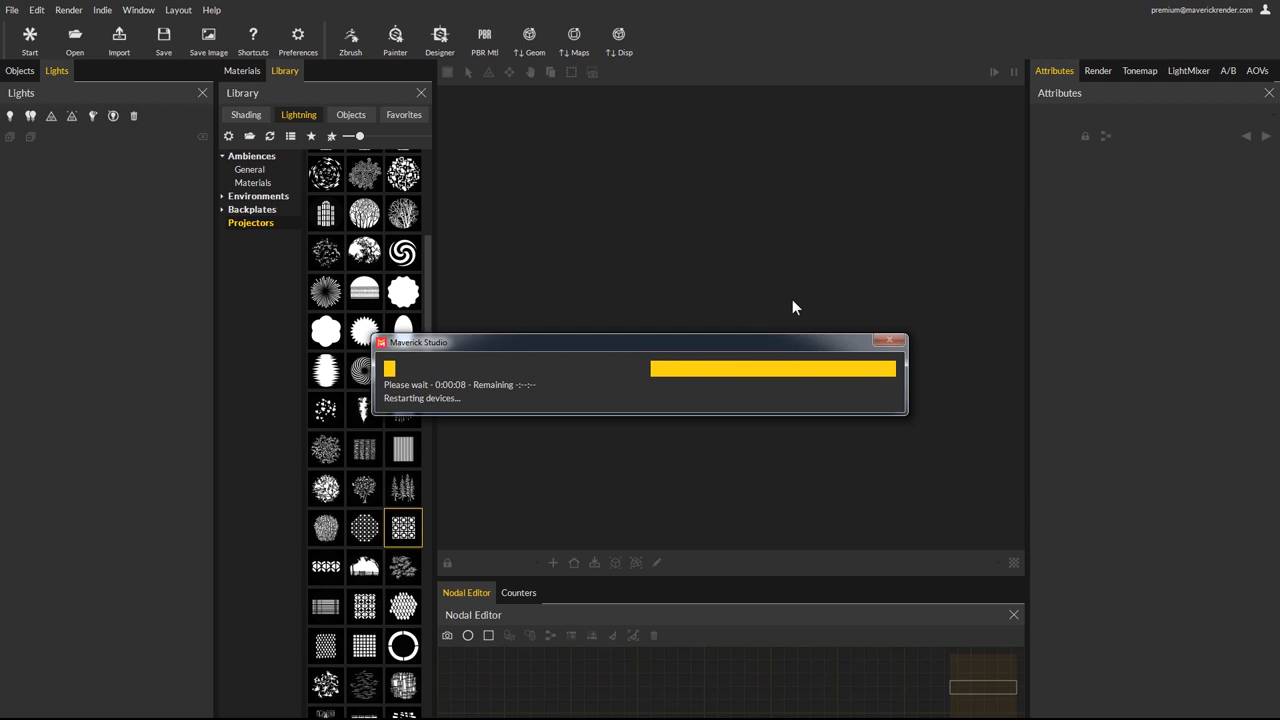 File Edit Render Indie Window Layout Help
premium@maverickrender.com
Start Open Import Save Save Image Shortcuts Preferences Zbrush Painter Designer PBR Mtl ↑↓ Geom ↑↓ Maps ↑↓ Disp
PBR
Objects Lights Materials Library Attributes Render Tonemap LightMixer A/B AOVs
Lights Library Attributes
Shading Lightning Objects Favorites
Ambiences
General
Materials
Environments
Backplates
Projectors
Maverick Studio
Please wait - 0:00:08 - Remaining -:--:--
Restarting devices...
Nodal Editor Counters
Nodal Editor